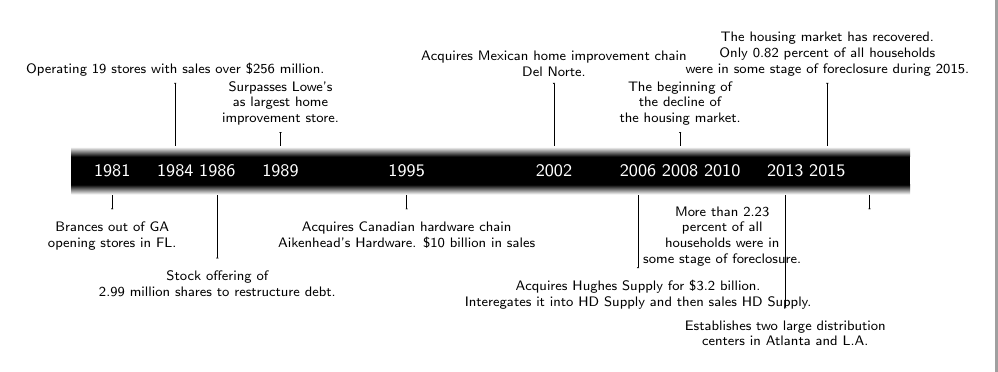 The housing market has recovered.
Only 0.82 percent of all households
were in some stage of foreclosure during 2015.
Acquires Mexican home improvement chain
Del Norte.
Operating 19 stores with sales over $256 million.
Surpasses Lowe's
as largest home
improvement store.
The beginning of
the decline of
the housing market.
1981 1984 1986 1989 1995 2002 2006 2008 2010 2013 2015
Brances out of GA
opening stores in FL.
Acquires Canadian hardware chain
Aikenhead's Hardware. $10 billion in sales
More than 2.23
percent of all
households were in
some stage of foreclosure.
Stock offering of
2.99 million shares to restructure debt.
Acquires Hughes Supply for $3.2 billion.
Interegates it into HD Supply and then sales HD Supply.
Establishes two large distribution
centers in Atlanta and L.A.